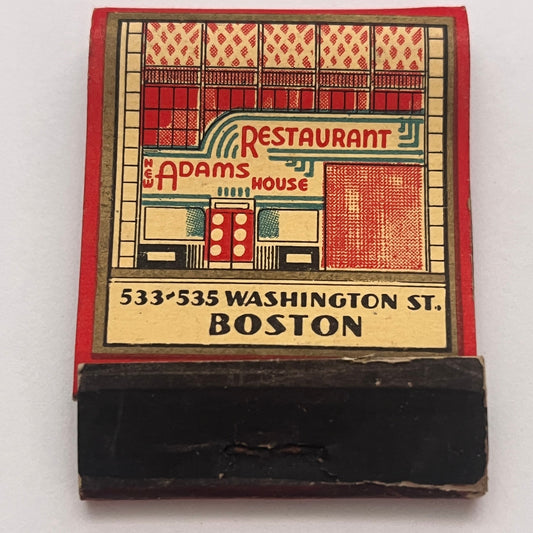 RESTAURANT
NEW ADAMS
HOUSE
533-535 WASHINGTON ST.,
BOSTON